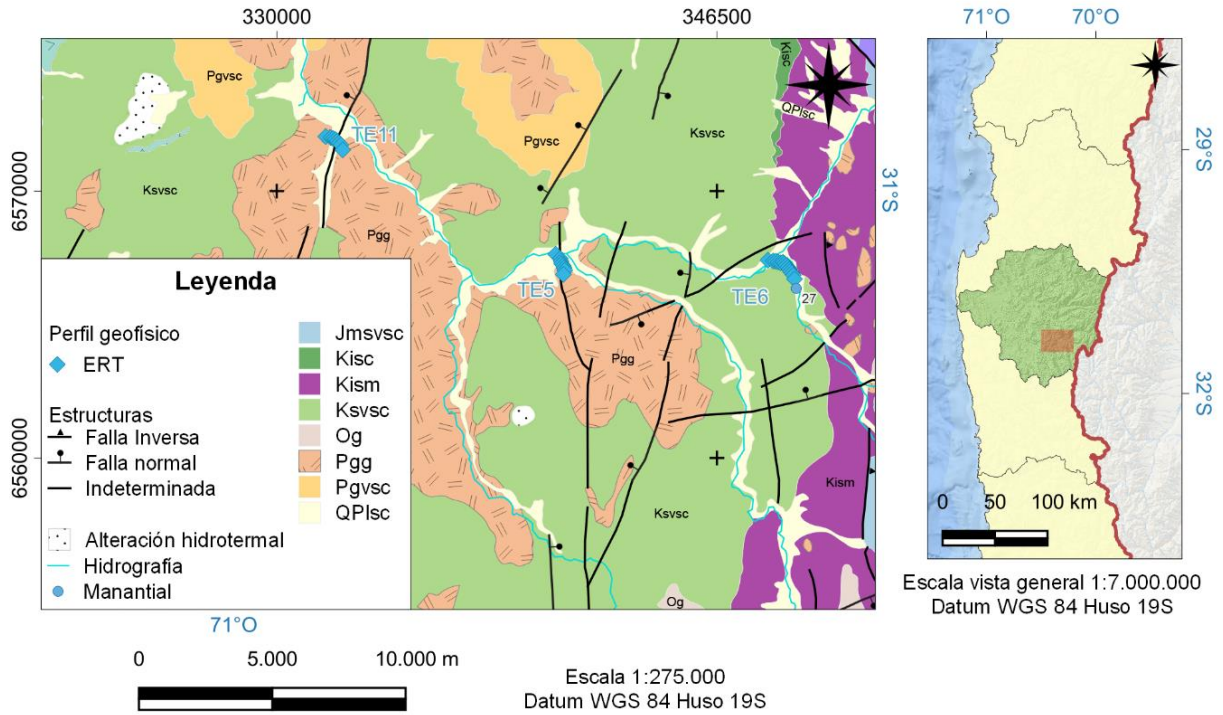 330000
346500
71°O
70°O
Pgvsc
Kisc
QPlsc
Ksvsc
Pgvsc
TE11
29°S
6570000
Ksvsc
31°S
Pgg
Leyenda
TE5
TE6
27
Perfil geofísico
ERT
Jmsvsc
Kisc
Kism
Ksvsc
Og
Pgg
Pgvsc
QPlsc
Pgg
32°S
Estructuras
Falla Inversa
Falla normal
Indeterminada
6560000
Kism
Ksvsc
0 50 100 km
Alteración hidrotermal
Hidrografía
Manantial
Og
Escala vista general 1:7.000.000
Datum WGS 84 Huso 19S
71°O
0 5.000 10.000 m
Escala 1:275.000
Datum WGS 84 Huso 19S